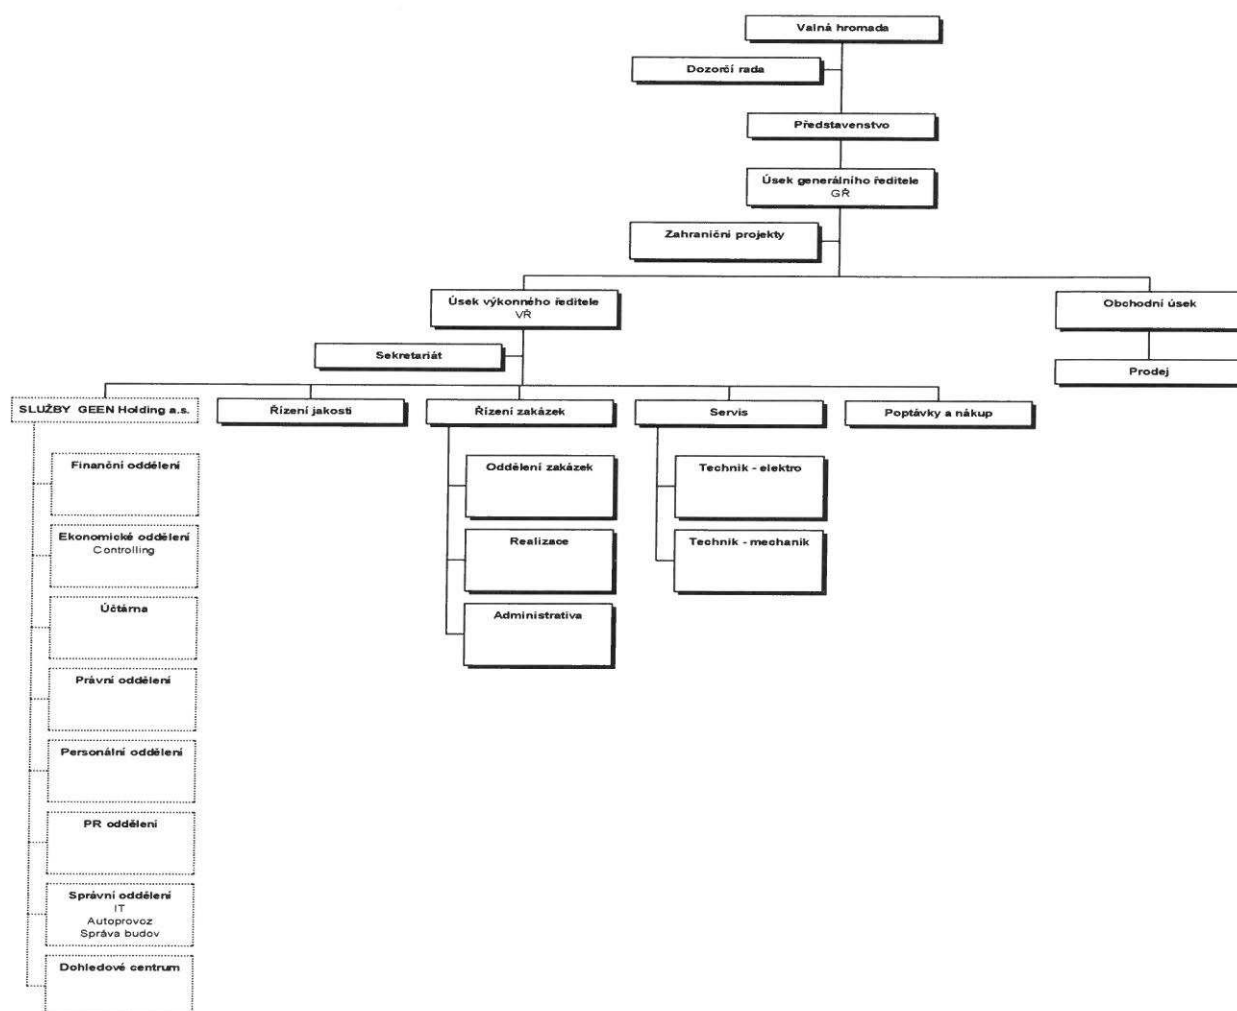 Valná hromada
Dozorčí rada
Představenstvo
Úsek generálního ředitele
GŘ
Zahraniční projekty
Úsek výkonného ředitele
VŘ
Obchodní úsek
Sekretariát
Prodej
SLUŽBY GEEN Holding a.s.
Řízení jakosti
Řízení zakázek
Servis
Poptávky a nákup
Finanční oddělení
Ekonomické oddělení
Controlling
Účtárna
Právní oddělení
Personální oddělení
PR oddělení
Správní oddělení
IT
Autoprovoz
Správa budov
Dohledové centrum
Oddělení zakázek
Realizace
Administrativa
Technik - elektro
Technik - mechanik